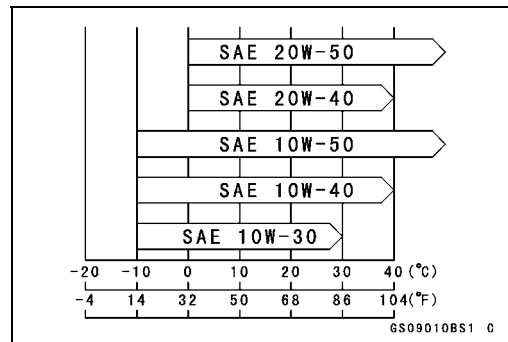 SAE 20W-50
SAE 20W-40
SAE 10W-50
SAE 10W-40
SAE 10W-30
-20 -10 0 10 20 30 40 (°C)
-4 14 32 50 68 86 104(°F)
GS09010BS1 C